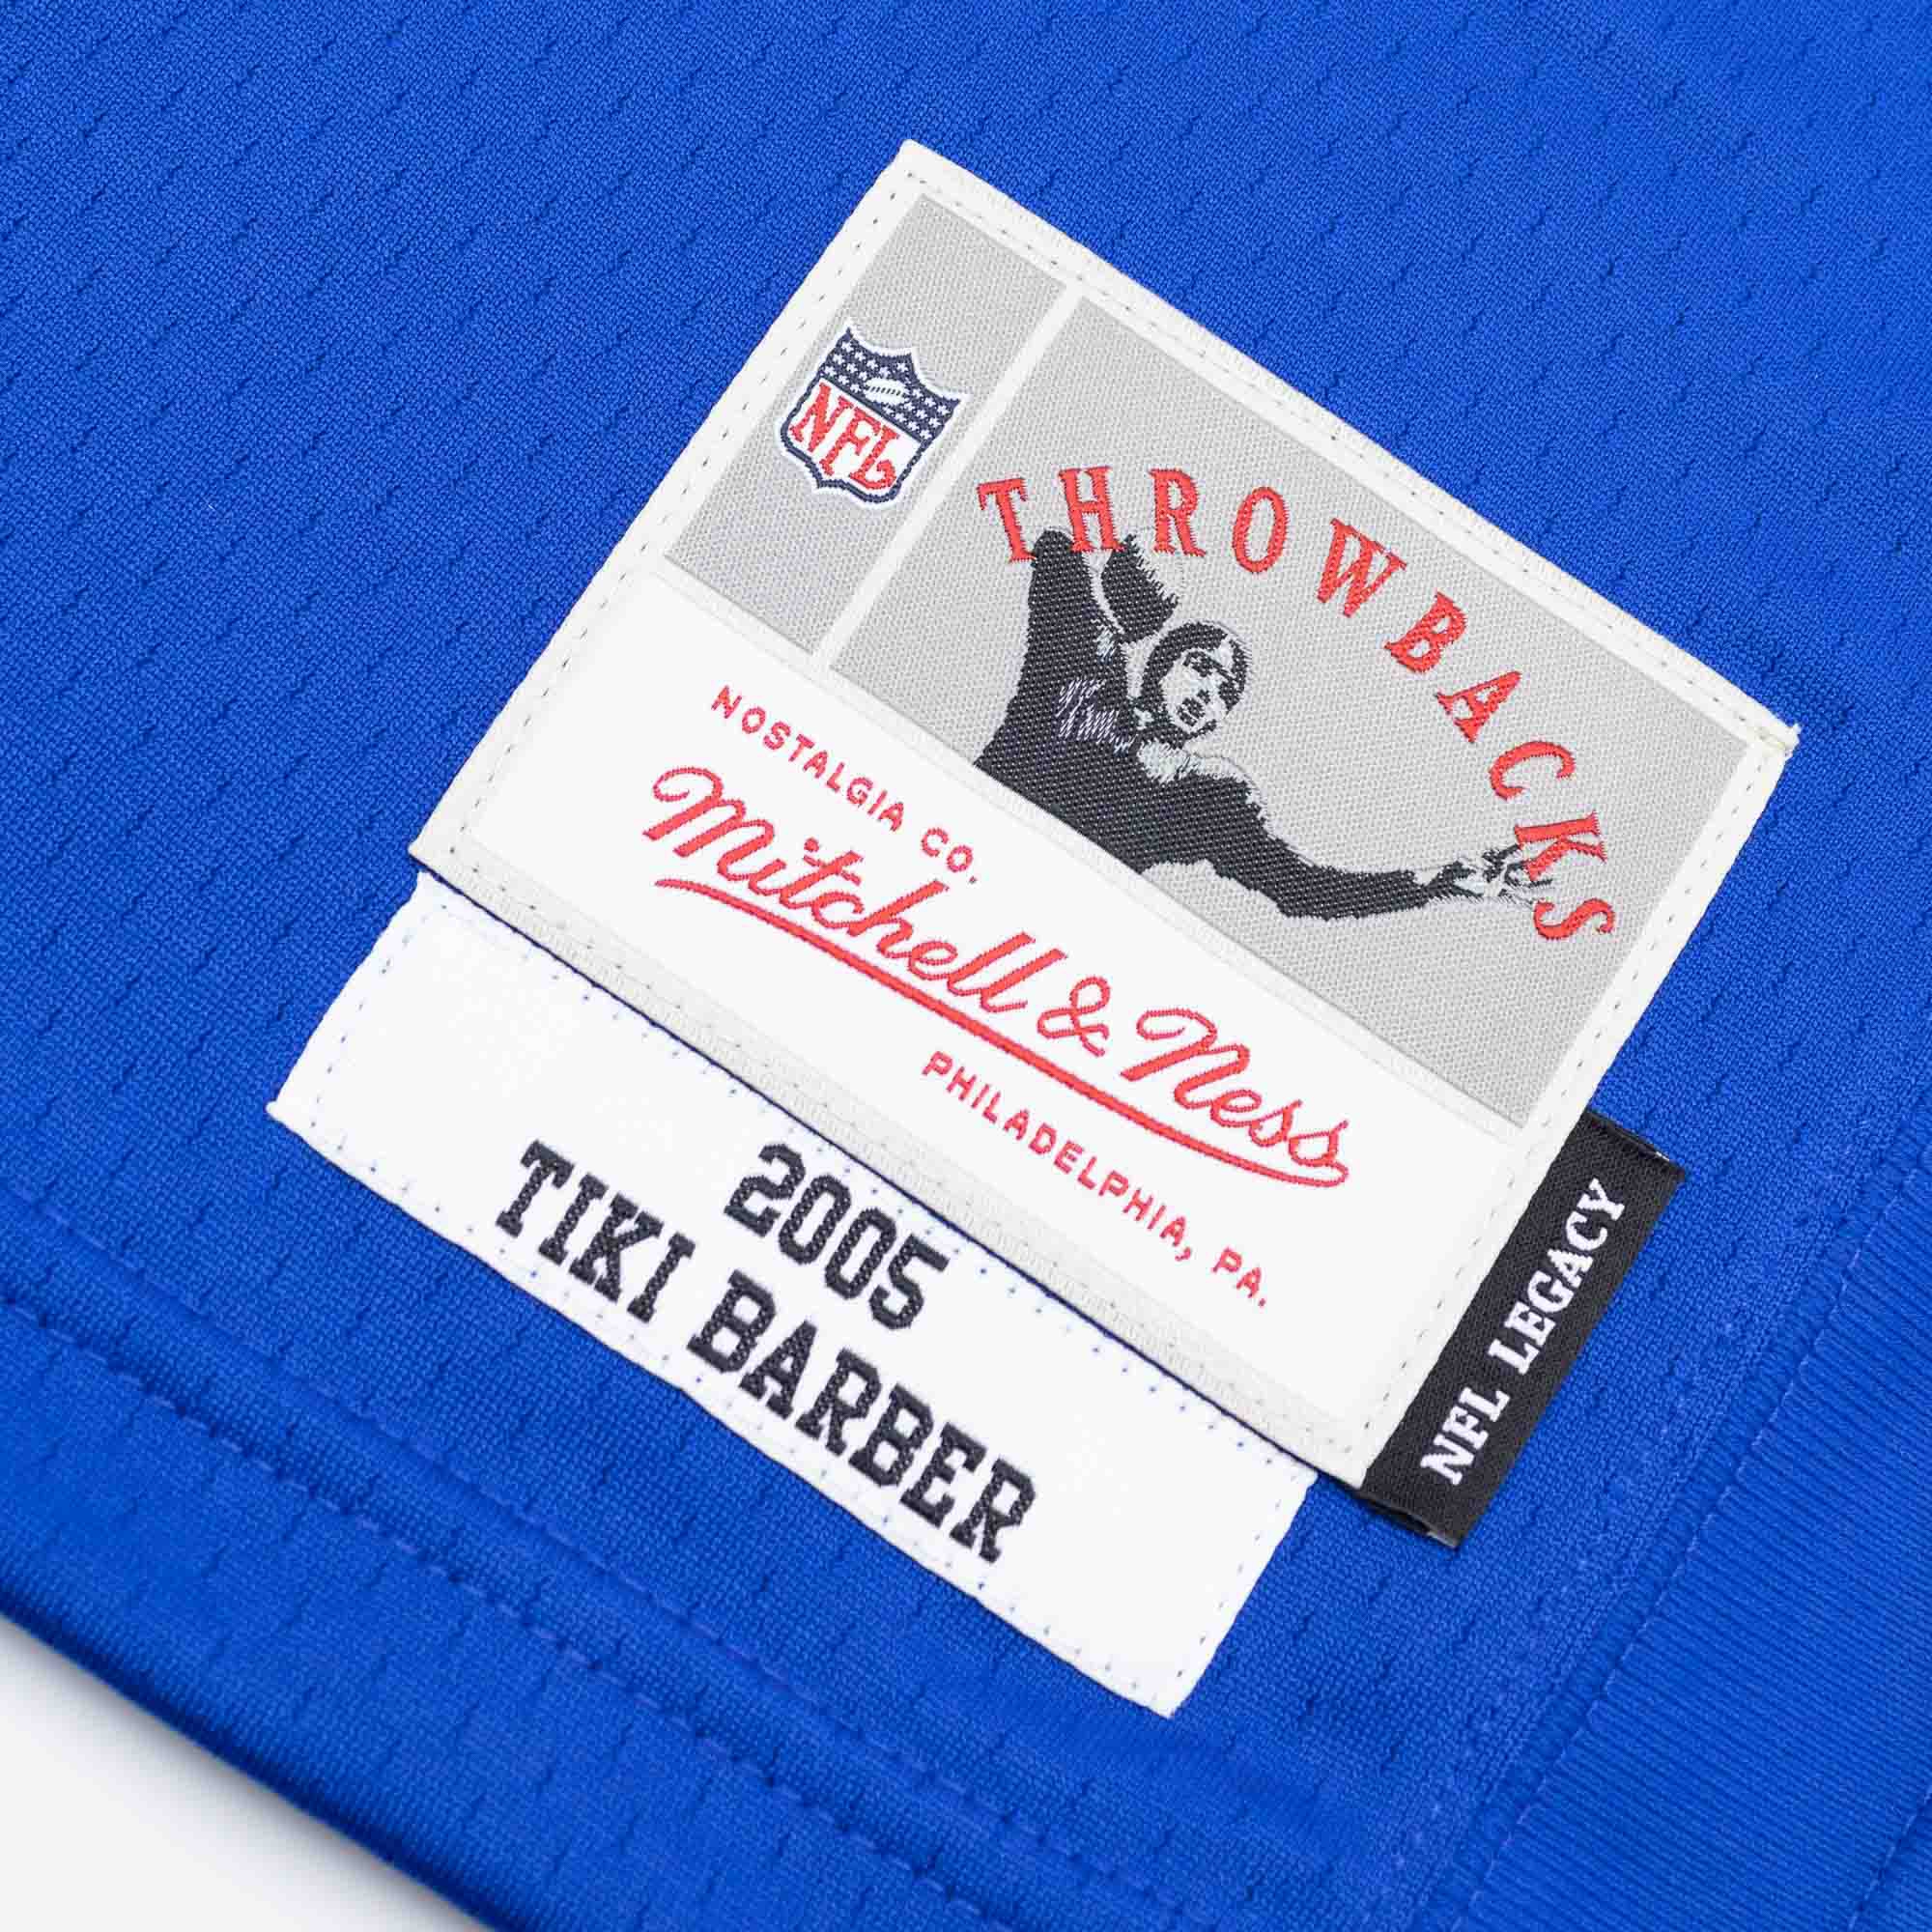 NFL
THROWBACKS
NOSTALGIA CO.
Mitchell & Ness
PHILADELPHIA, PA.
NFL LEGACY
2005
TIKI BARBER